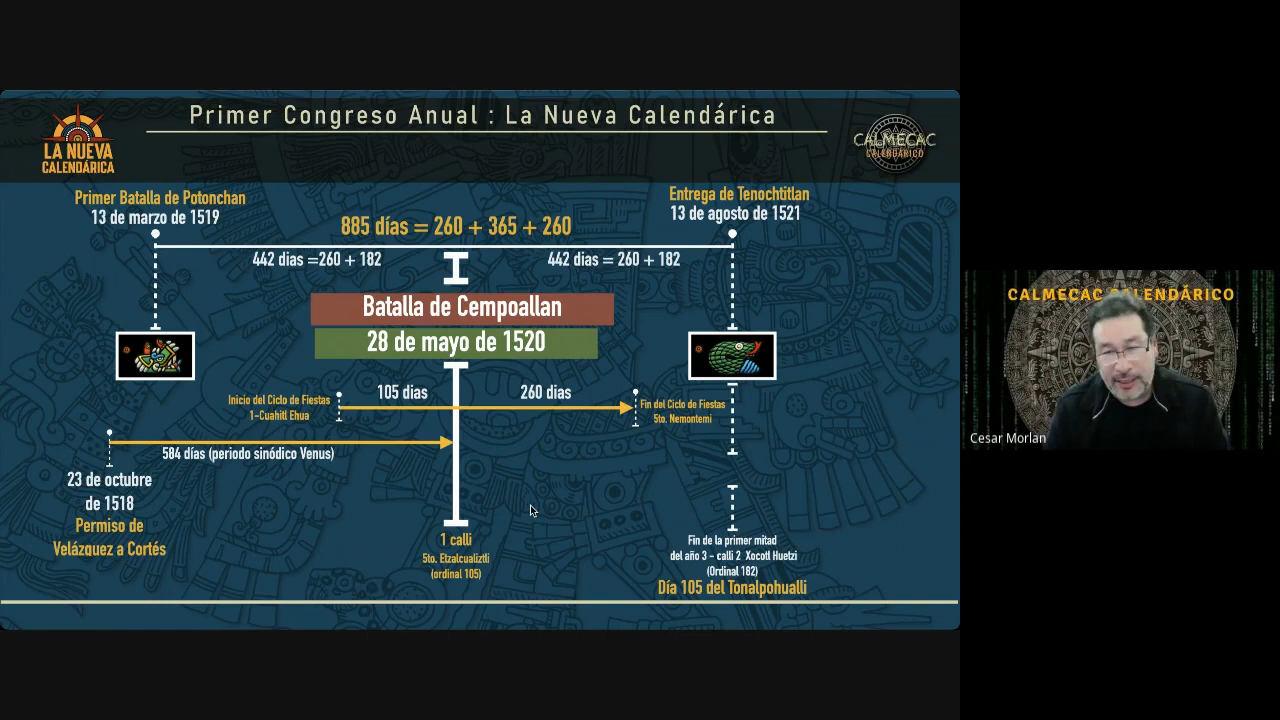 Primer Congreso Anual : La Nueva Calendárica
LA NUEVA
CALENDÁRICA
CALMECAC
CALENDÁRICO
Primer Batalla de Potonchan
13 de marzo de 1519
Entrega de Tenochtitlan
13 de agosto de 1521
885 días = 260 + 365 + 260
442 dias =260 + 182
442 dias = 260 + 182
Batalla de Cempoallan
28 de mayo de 1520
105 dias
260 dias
Inicio del Ciclo de Fiestas
1-Cuahitl Ehua
Fin del Ciclo de Fiestas
5to. Nemontemi
584 días (periodo sinódico Venus)
23 de octubre
de 1518
Permiso de
Velázquez a Cortés
1 calli
5to. Etzalcualiztli
(ordinal 105)
Fin de la primera mitad
del año 3 - calli 2 Xocotl Huetzi
(Ordinal 182)
Día 105 del Tonalpohualli
CALMECAC CALENDÁRICO
Cesar Morlan